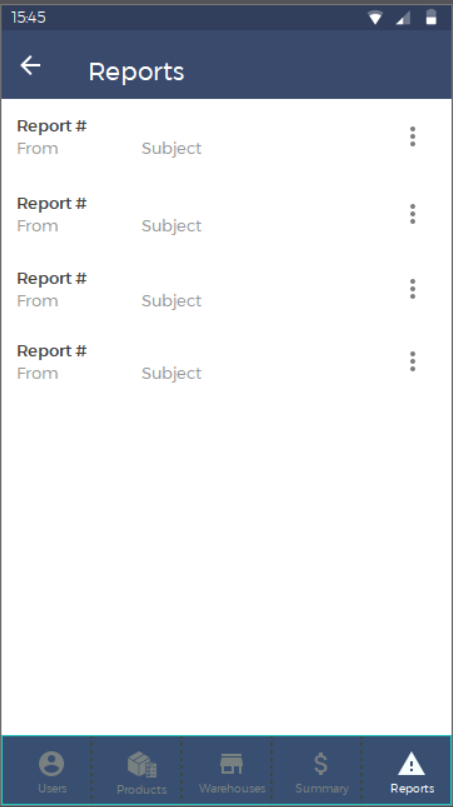 15:45
Reports
Report #
From Subject
Report #
From Subject
Report #
From Subject
Report #
From Subject
Users Products Warehouses Summary Reports